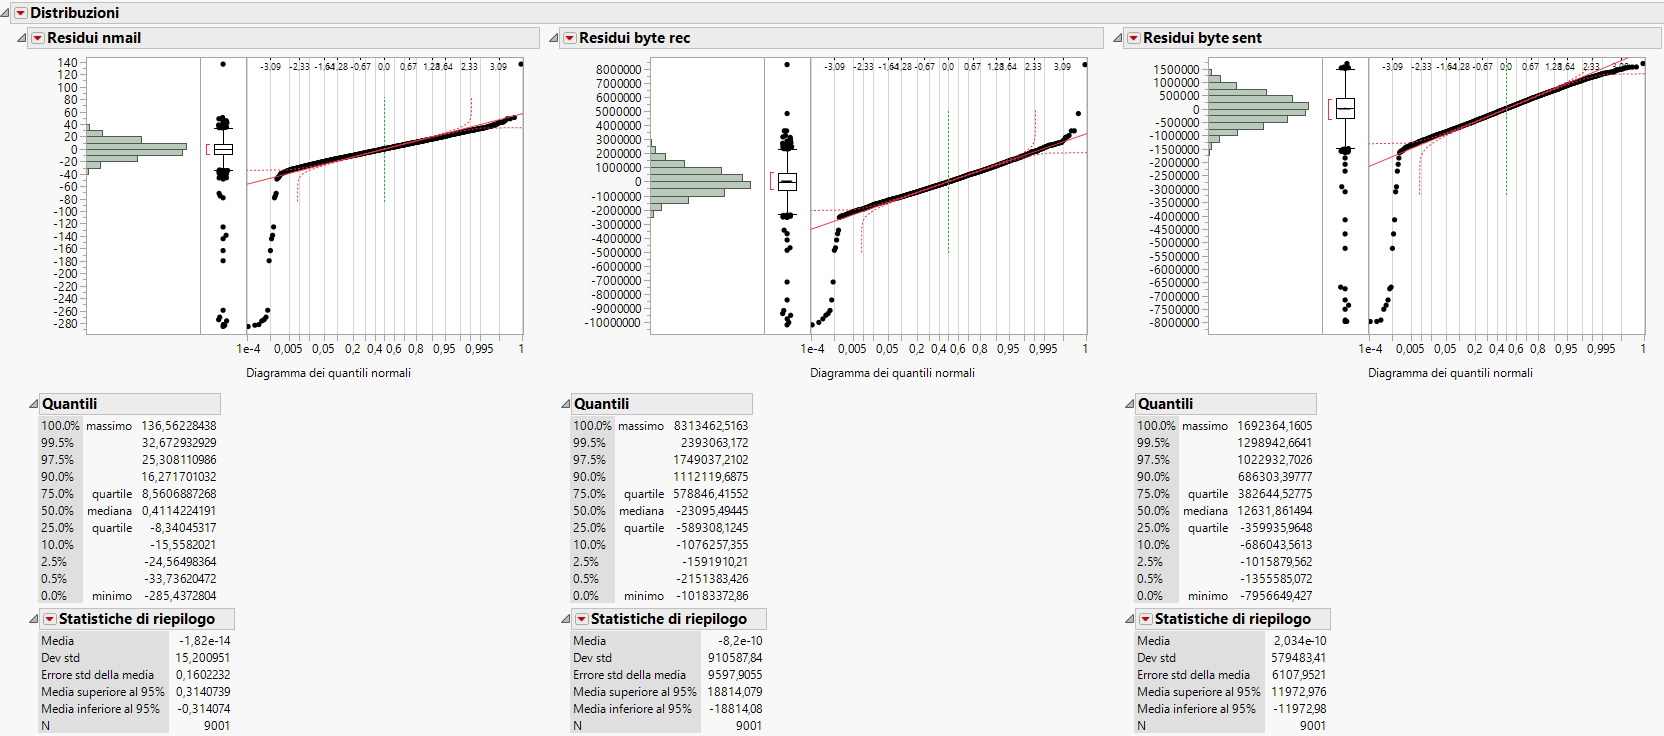 Distribuzioni
Residui nmail
140
120
100
80
60
40
20
0
-20
-40
-60
-80
-100
-120
-140
-160
-180
-200
-220
-240
-260
-280
-3,09 -2,33 -1,64 -1,28 -0,67 0,0 0,67 1,28 1,64 2,33 3,09
1e-4 0,005 0,05 0,2 0,4 0,6 0,8 0,95 0,995 1
Diagramma dei quantili normali
Quantili
100.0% massimo 136,56228438
99.5% 32,672932929
97.5% 25,308110986
90.0% 16,271701032
75.0% quartile 8,5606887268
50.0% mediana 0,4114224191
25.0% quartile -8,34045317
10.0% -15,5582021
2.5% -24,56498364
0.5% -33,73620472
0.0% minimo -285,4372804
Statistiche di riepilogo
Media -1,82e-14
Dev std 15,200951
Errore std della media 0,1602232
Media superiore al 95% 0,3140739
Media inferiore al 95% -0,314074
N 9001
Residui byte rec
8000000
7000000
6000000
5000000
4000000
3000000
2000000
1000000
0
-1000000
-2000000
-3000000
-4000000
-5000000
-6000000
-7000000
-8000000
-9000000
-10000000
-3,09 -2,33 -1,64 -1,28 -0,67 0,0 0,67 1,28 1,64 2,33 3,09
1e-4 0,005 0,05 0,2 0,4 0,6 0,8 0,95 0,995 1
Diagramma dei quantili normali
Quantili
100.0% massimo 8313462,5163
99.5% 2393063,172
97.5% 1749037,2102
90.0% 1112119,6875
75.0% quartile 578846,41552
50.0% mediana -23095,49445
25.0% quartile -589308,1245
10.0% -1076257,355
2.5% -1591910,21
0.5% -2151383,426
0.0% minimo -10183372,86
Statistiche di riepilogo
Media -8,2e-10
Dev std 910587,84
Errore std della media 9597,9055
Media superiore al 95% 18814,079
Media inferiore al 95% -18814,08
N 9001
Residui byte sent
1500000
1000000
500000
0
-500000
-1000000
-1500000
-2000000
-2500000
-3000000
-3500000
-4000000
-4500000
-5000000
-5500000
-6000000
-6500000
-7000000
-7500000
-8000000
-3,09 -2,33 -1,64 -1,28 -0,67 0,0 0,67 1,28 1,64 2,33 3,09
1e-4 0,005 0,05 0,2 0,4 0,6 0,8 0,95 0,995 1
Diagramma dei quantili normali
Quantili
100.0% massimo 1692364,1605
99.5% 1298942,6641
97.5% 1022932,7026
90.0% 686303,39777
75.0% quartile 382644,52775
50.0% mediana 12631,861494
25.0% quartile -359935,9648
10.0% -686043,5613
2.5% -1015879,562
0.5% -1355585,072
0.0% minimo -7956649,427
Statistiche di riepilogo
Media 2,034e-10
Dev std 579483,41
Errore std della media 6107,9521
Media superiore al 95% 11972,976
Media inferiore al 95% -11972,98
N 9001